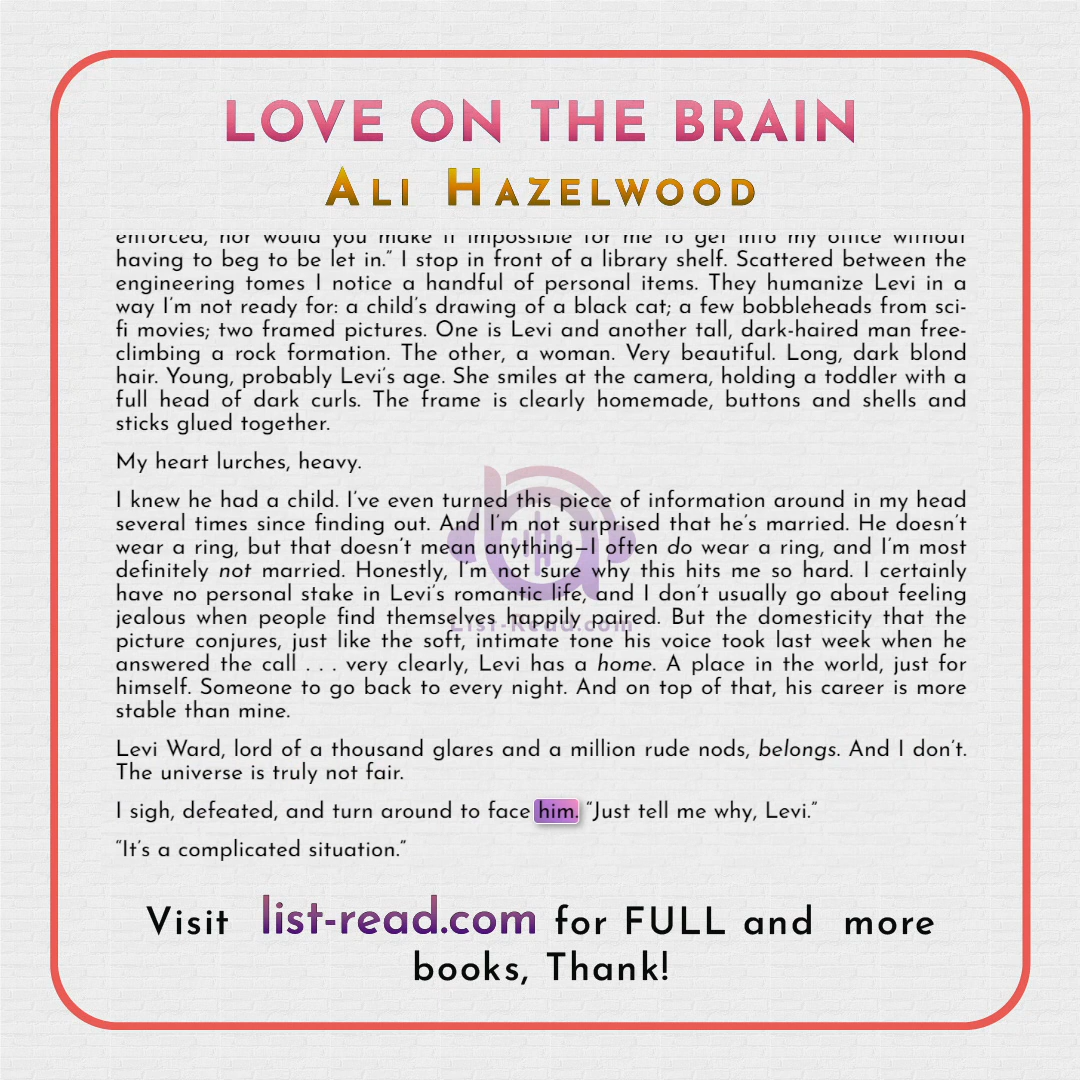 LOVE ON THE BRAIN
ALI HAZELWOOD
enforced, nor would you make it impossible for me to get into my office without
having to beg to be let in.” I stop in front of a library shelf. Scattered between the
engineering tomes I notice a handful of personal items. They humanize Levi in a
way I’m not ready for: a child’s drawing of a black cat; a few bobbleheads from sci-
fi movies; two framed pictures. One is Levi and another tall, dark-haired man free-
climbing a rock formation. The other, a woman. Very beautiful. Long, dark blond
hair. Young, probably Levi’s age. She smiles at the camera, holding a toddler with a
full head of dark curls. The frame is clearly homemade, buttons and shells and
sticks glued together.
My heart lurches, heavy.
I knew he had a child. I’ve even turned this piece of information around in my head
several times since finding out. And I’m not surprised that he’s married. He doesn’t
wear a ring, but that doesn’t mean anything—I often do wear a ring, and I’m most
definitely not married. Honestly, I’m not sure why this hits me so hard. I certainly
have no personal stake in Levi’s romantic life, and I don’t usually go about feeling
jealous when people find themselves happily paired. But the domesticity that the
picture conjures, just like the soft, intimate tone his voice took last week when he
answered the call . . . very clearly, Levi has a home. A place in the world, just for
himself. Someone to go back to every night. And on top of that, his career is more
stable than mine.
Levi Ward, lord of a thousand glares and a million rude nods, belongs. And I don’t.
The universe is truly not fair.
I sigh, defeated, and turn around to face him. “Just tell me why, Levi.”
“It’s a complicated situation.”
List-Read.com
Visit list-read.com for FULL and more
books, Thank!